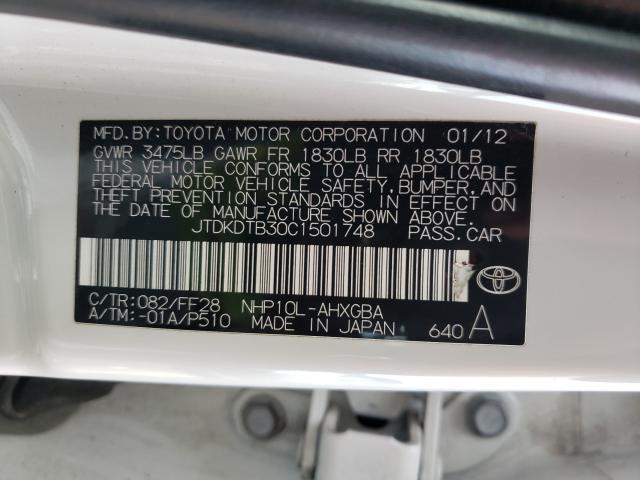 MFD. BY: TOYOTA MOTOR CORPORATION 01/12
GVWR 3475LB GAWR FR 1830LB RR 1830LB
THIS VEHICLE CONFORMS TO ALL APPLICABLE
FEDERAL MOTOR VEHICLE SAFETY, BUMPER, AND
THEFT PREVENTION STANDARDS IN EFFECT ON
THE DATE OF MANUFACTURE SHOWN ABOVE.
JTDKDTB30C1501748 PASS. CAR
C/TR: 082/FF28 NHP10L-AHXGBA
A/TM: -01A/P510 MADE IN JAPAN 640 A